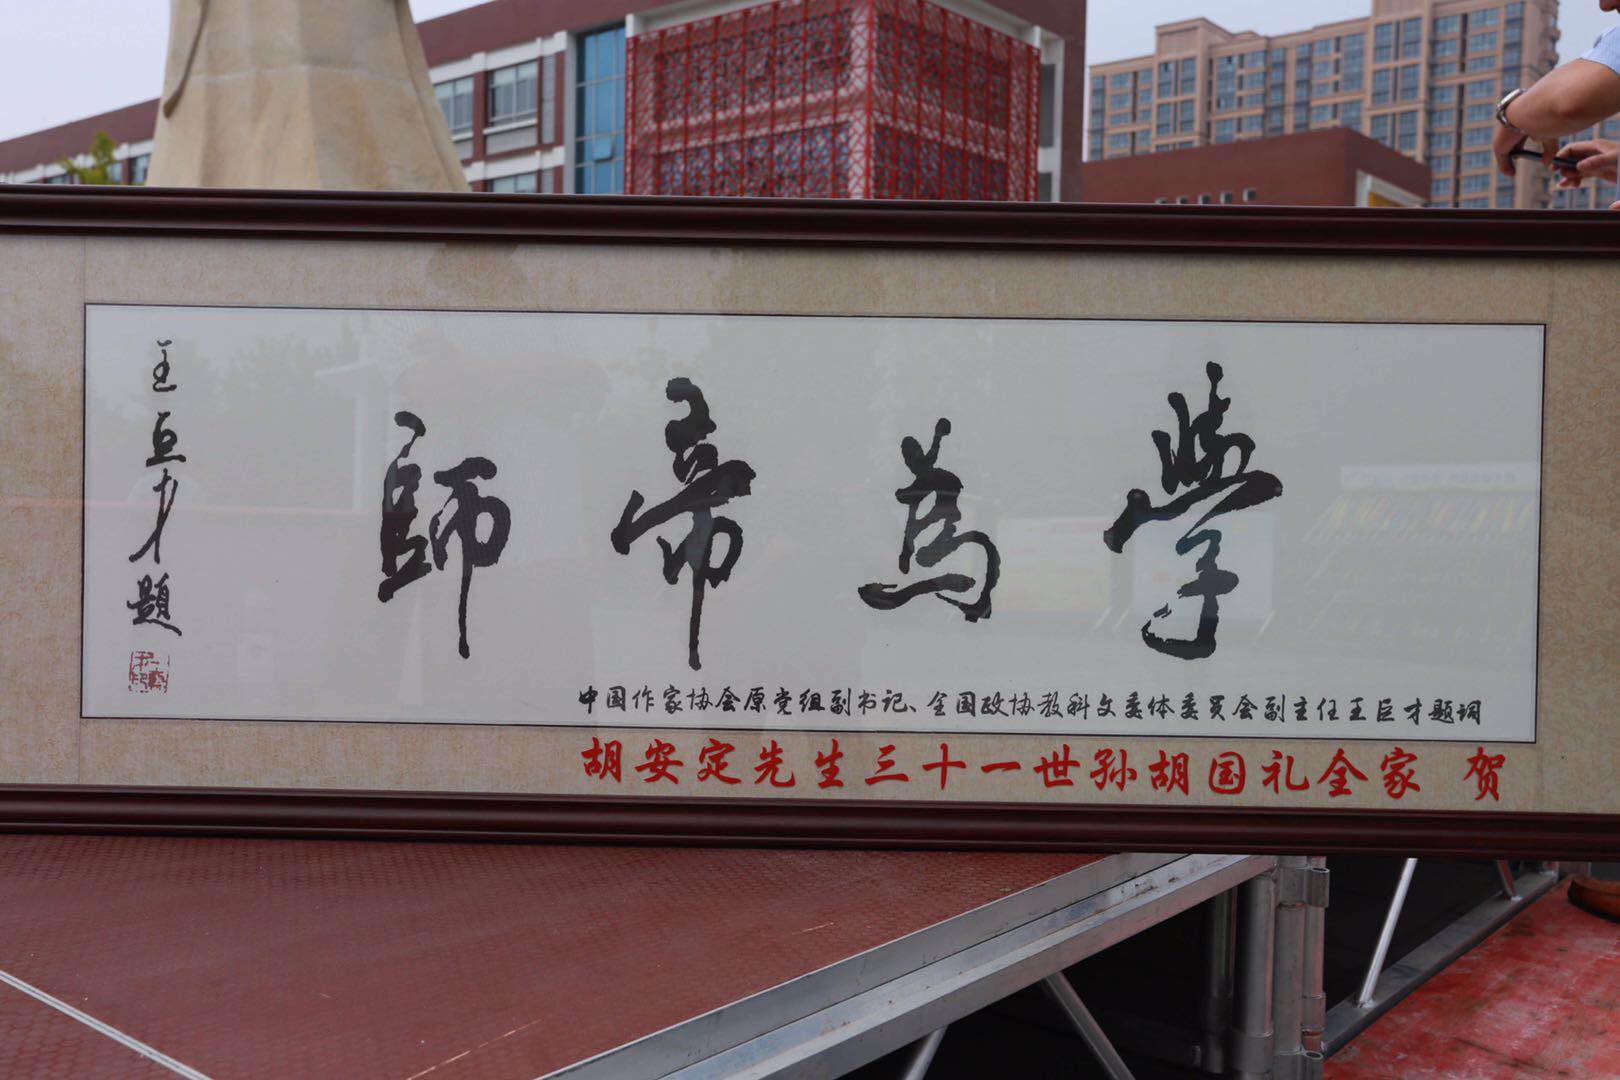 學為帝師
王巨才題
中国作家协会原党组副书记、全国政协教科文委体委员会副主任王巨才题词
胡安定先生三十一世孙胡国礼全家 贺